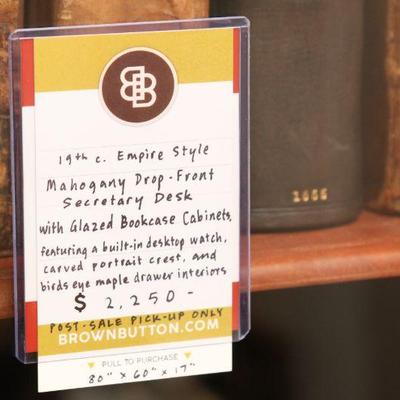 BB
19th c. Empire Style
Mahogany Drop-Front
Secretary Desk
with Glazed Bookcase Cabinets,
featuring a built-in desktop watch,
carved portrait crest, and
birds eye maple drawer interiors
$ 2,250-
POST-SALE PICK-UP ONLY
BROWNBUTTON.COM
PULL TO PURCHASE
80" x 60" x 17"